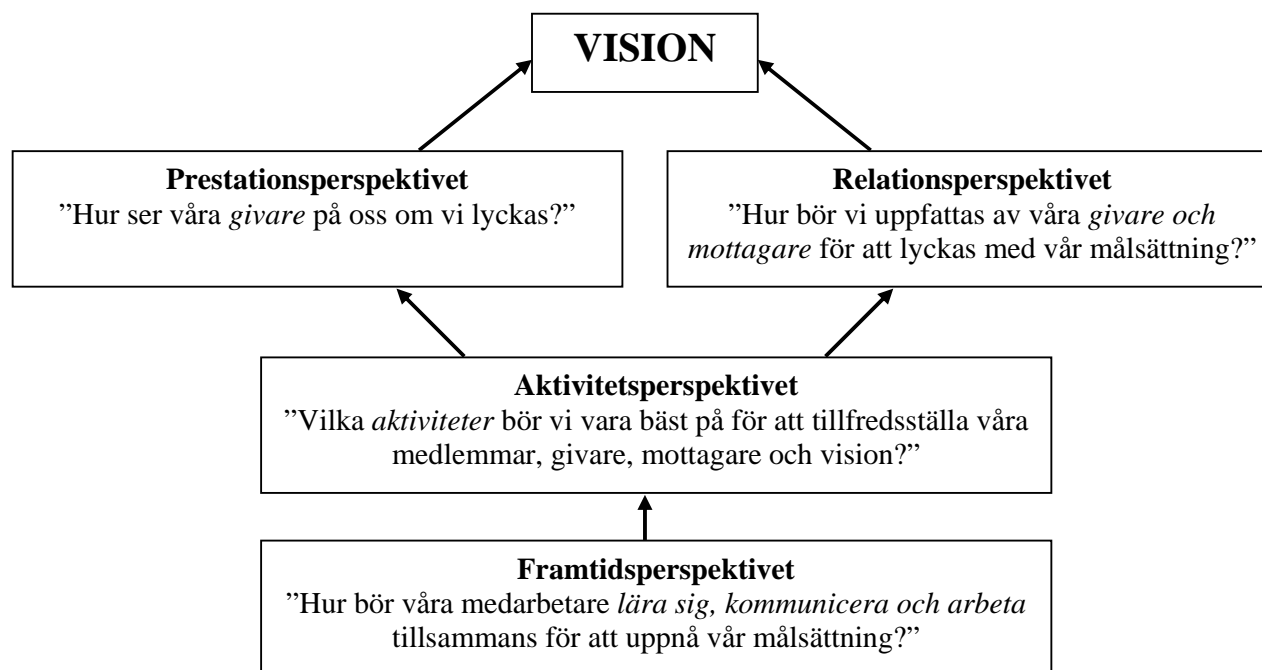 VISION
Prestationsperspektivet
”Hur ser våra givare på oss om vi lyckas?”
Relationsperspektivet
”Hur bör vi uppfattas av våra givare och
mottagare för att lyckas med vår målsättning?”
Aktivitetsperspektivet
”Vilka aktiviteter bör vi vara bäst på för att tillfredsställa våra
medlemmar, givare, mottagare och vision?”
Framtidsperspektivet
”Hur bör våra medarbetare lära sig, kommunicera och arbeta
tillsammans för att uppnå vår målsättning?”